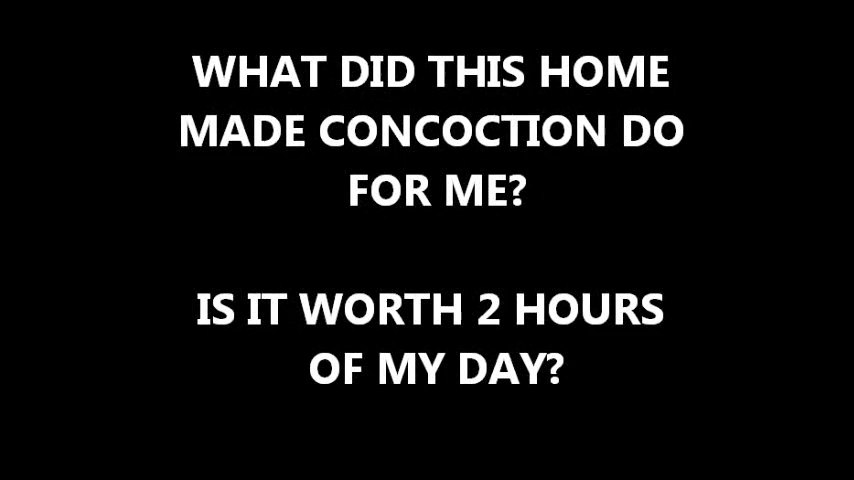 WHAT DID THIS HOME
MADE CONCOCTION DO
FOR ME?
IS IT WORTH 2 HOURS
OF MY DAY?